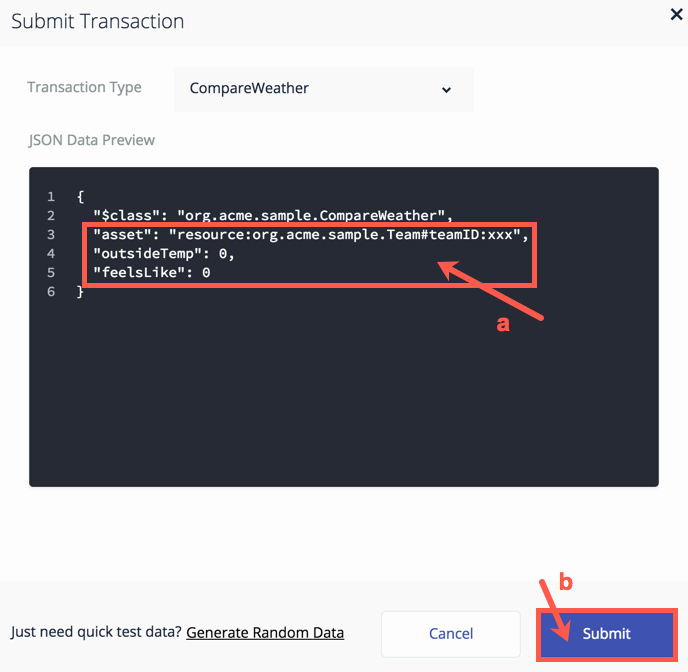 Submit Transaction
Transaction Type
CompareWeather
JSON Data Preview
1 {
2 "$class": "org.acme.sample.CompareWeather",
3 "asset": "resource:org.acme.sample.Team#teamID:xxx",
4 "outsideTemp": 0,
5 "feelsLike": 0
6 }
a
b
Just need quick test data? Generate Random Data
Cancel
Submit